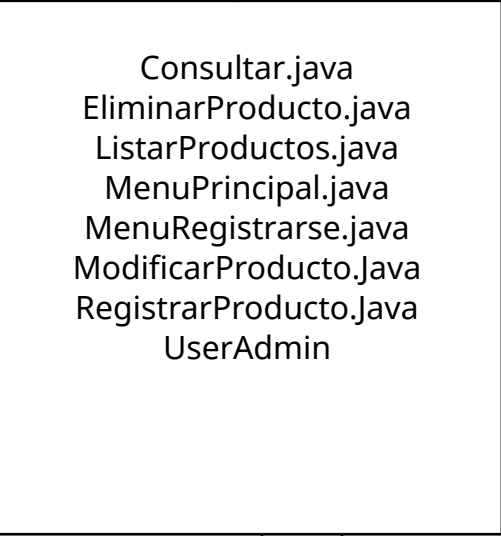 Consultar.java
EliminarProducto.java
ListarProductos.java
MenuPrincipal.java
MenuRegistrarse.java
ModificarProducto.Java
RegistrarProducto.Java
UserAdmin